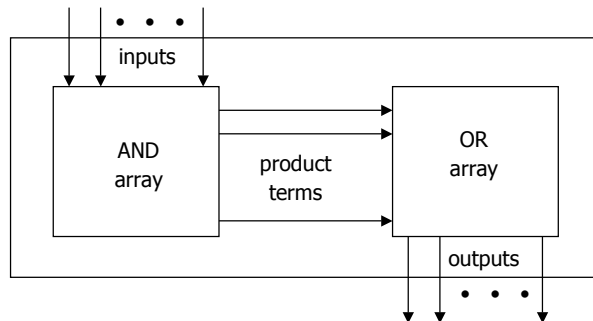 inputs
AND
array
product
terms
OR
array
outputs